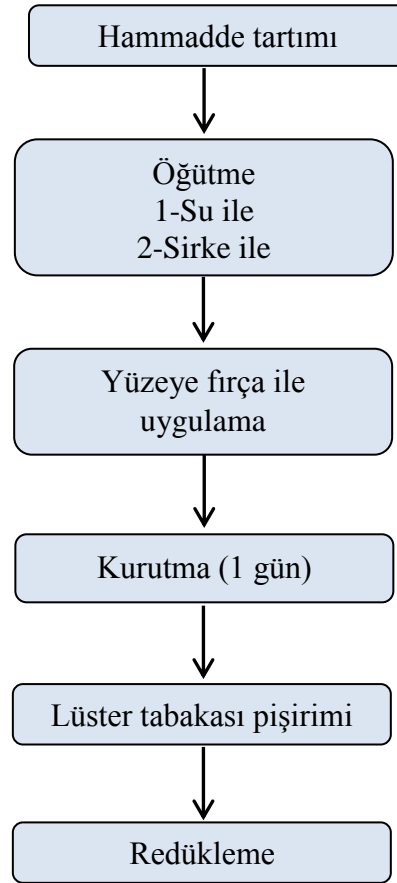 Hammadde tartımı
Öğütme
1-Su ile
2-Sirke ile
Yüzeye fırça ile
uygulama
Kurutma (1 gün)
Lüster tabakası pişirimi
Redükleme